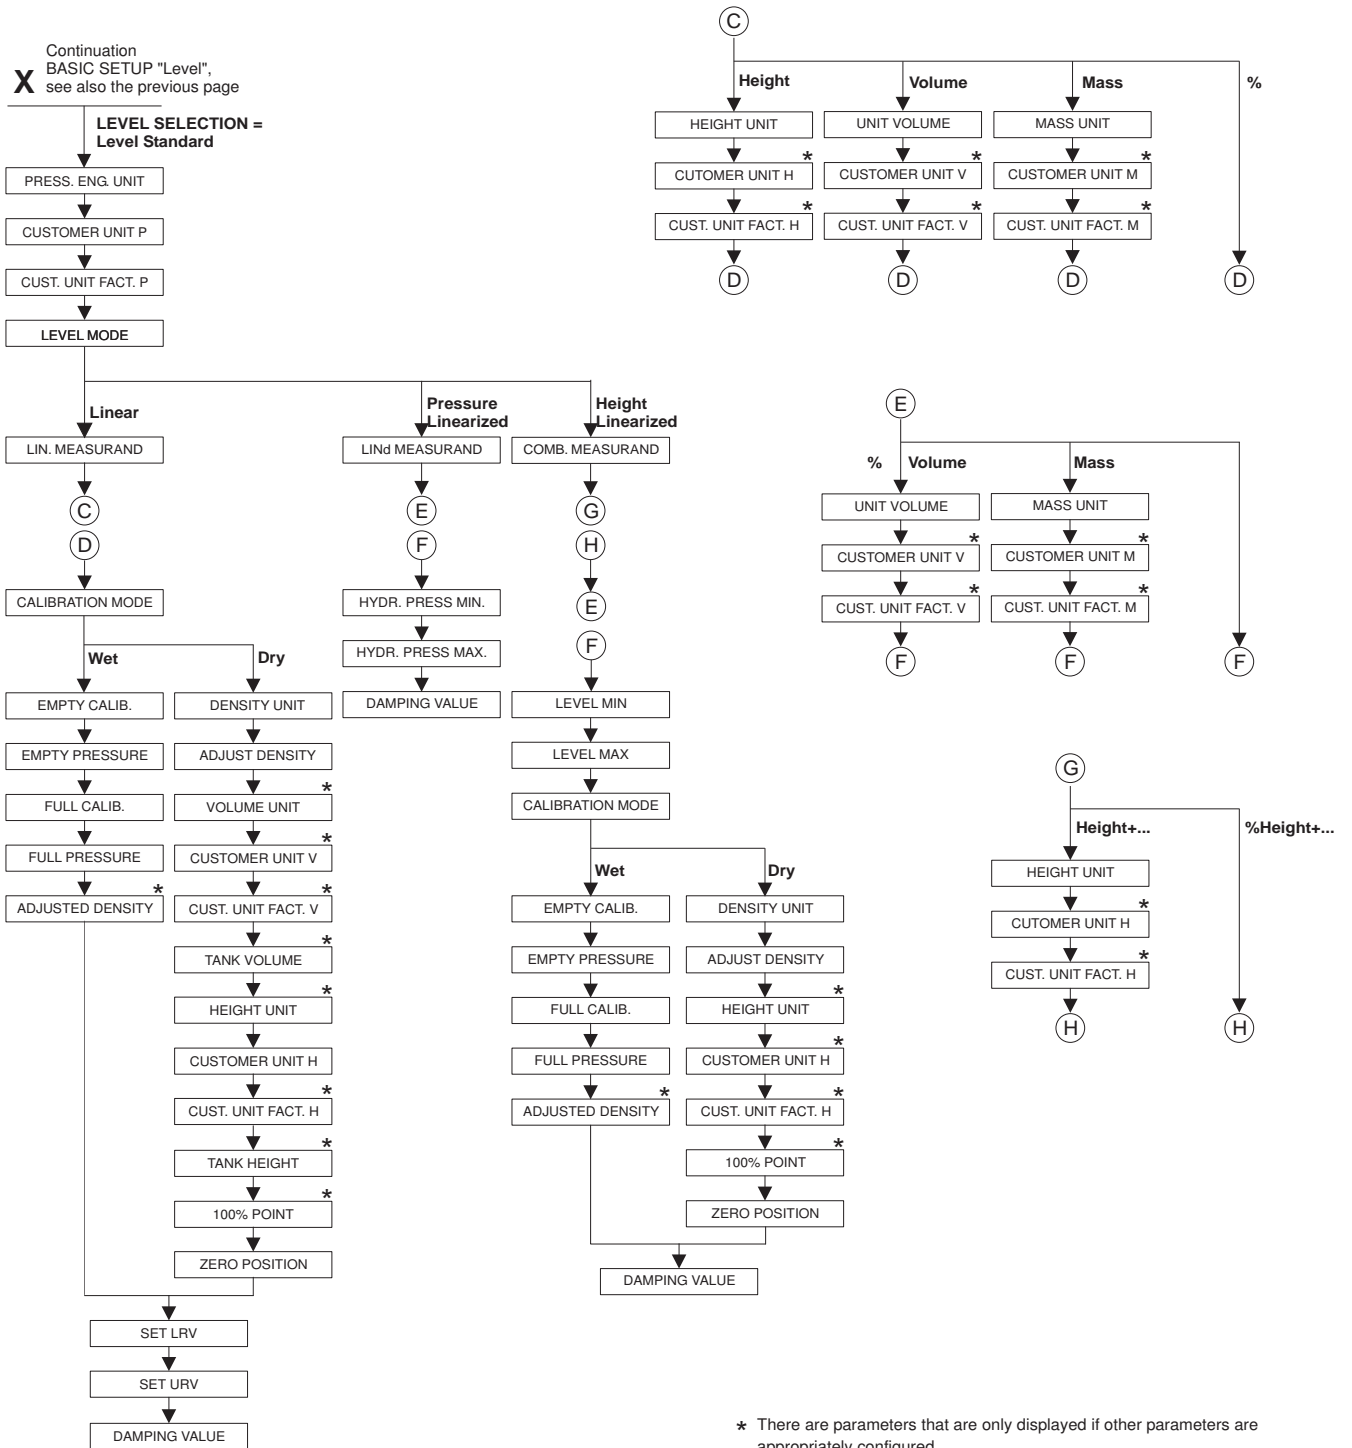 X
Continuation
BASIC SETUP "Level",
see also the previous page
LEVEL SELECTION =
Level Standard
PRESS. ENG. UNIT
CUSTOMER UNIT P
CUST. UNIT FACT. P
LEVEL MODE
Linear
Pressure
Linearized
Height
Linearized
LIN. MEASURAND
LINd MEASURAND
COMB. MEASURAND
C
D
E
F
G
H
E
F
CALIBRATION MODE
Wet
Dry
EMPTY CALIB.
EMPTY PRESSURE
FULL CALIB.
FULL PRESSURE
*
ADJUSTED DENSITY
DENSITY UNIT
ADJUST DENSITY
*
VOLUME UNIT
*
CUSTOMER UNIT V
*
CUST. UNIT FACT. V
*
TANK VOLUME
*
HEIGHT UNIT
*
CUSTOMER UNIT H
*
CUST. UNIT FACT. H
*
TANK HEIGHT
*
100% POINT
ZERO POSITION
SET LRV
SET URV
DAMPING VALUE
HYDR. PRESS MIN.
HYDR. PRESS MAX.
DAMPING VALUE
LEVEL MIN
LEVEL MAX
CALIBRATION MODE
Wet
Dry
EMPTY CALIB.
EMPTY PRESSURE
FULL CALIB.
FULL PRESSURE
*
ADJUSTED DENSITY
DENSITY UNIT
ADJUST DENSITY
*
HEIGHT UNIT
*
CUSTOMER UNIT H
*
CUST. UNIT FACT. H
*
100% POINT
ZERO POSITION
DAMPING VALUE
C
Height
Volume
Mass
%
HEIGHT UNIT
UNIT VOLUME
MASS UNIT
* * *
CUTOMER UNIT H
CUSTOMER UNIT V
CUSTOMER UNIT M
* * *
CUST. UNIT FACT. H
CUST. UNIT FACT. V
CUST. UNIT FACT. M
D
D
D
D
E
% Volume
Mass
UNIT VOLUME
MASS UNIT
* *
CUSTOMER UNIT V
CUSTOMER UNIT M
* *
CUST. UNIT FACT. V
CUST. UNIT FACT. M
F
F
F
G
Height+...
%Height+...
HEIGHT UNIT
*
CUTOMER UNIT H
*
CUST. UNIT FACT. H
H
H
* There are parameters that are only displayed if other parameters are
appropriately configured